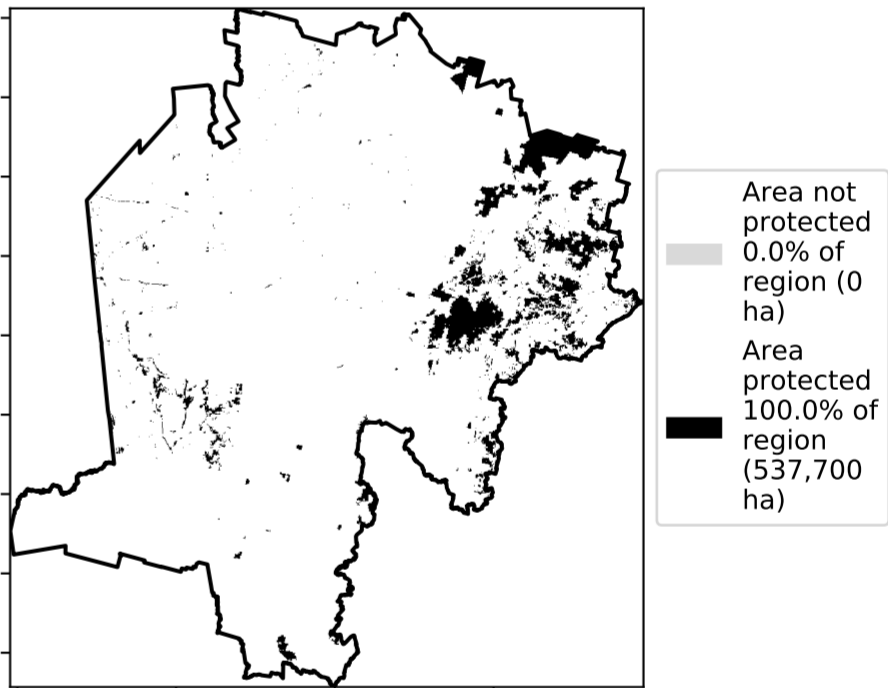 Area not
protected
0.0% of
region (0
ha)
Area
protected
100.0% of
region
(537,700
ha)